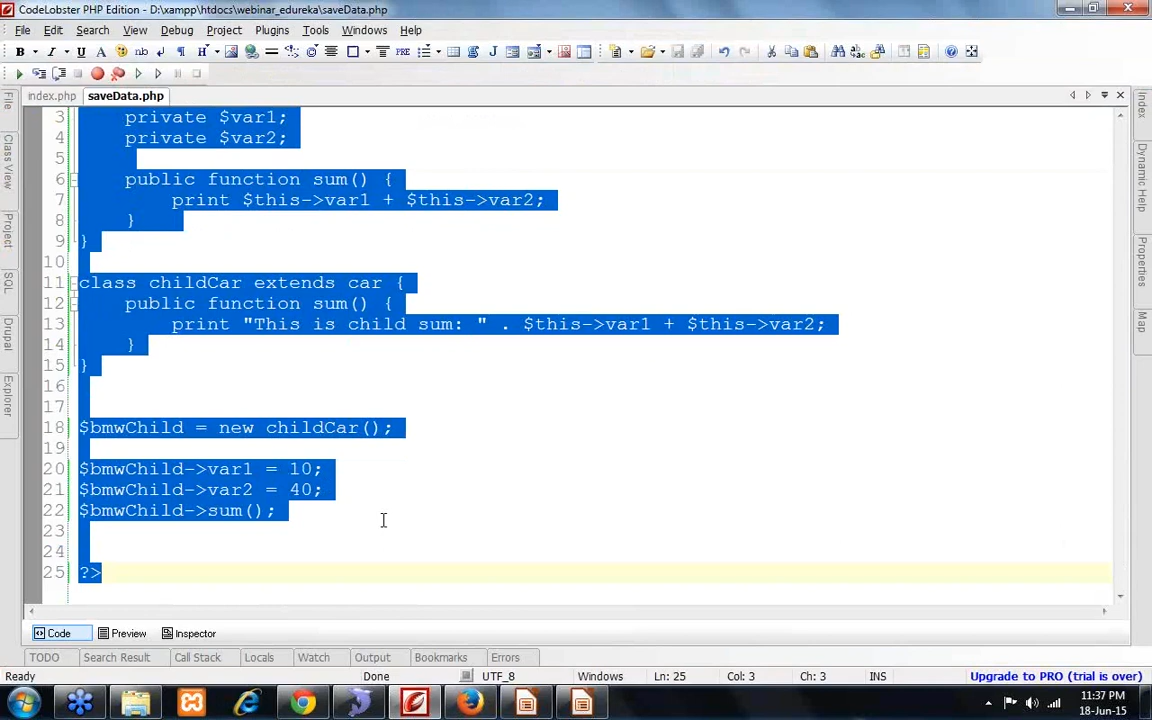 CodeLobster PHP Edition - D:\xampp\htdocs\webinar_edureka\saveData.php
File Edit Search View Debug Project Plugins Tools Windows Help
index.php saveData.php
3 private $var1;
4 private $var2;
5
6 public function sum() {
7 print $this->var1 + $this->var2;
8 }
9 }
10
11 class childCar extends car {
12 public function sum() {
13 print "This is child sum: " . $this->var1 + $this->var2;
14 }
15 }
16
17
18 $bmwChild = new childCar();
19
20 $bmwChild->var1 = 10;
21 $bmwChild->var2 = 40;
22 $bmwChild->sum();
23
24
25 ?>
File
Class View
Project
SQL
Drupal
Explorer
Index
Dynamic Help
Properties
Map
Code Preview Inspector
TODO Search Result Call Stack Locals Watch Output Bookmarks Errors
Ready Done UTF_8 Windows Ln: 25 Col: 3 Ch: 3 INS Upgrade to PRO (trial is over)
11:37 PM
18-Jun-15